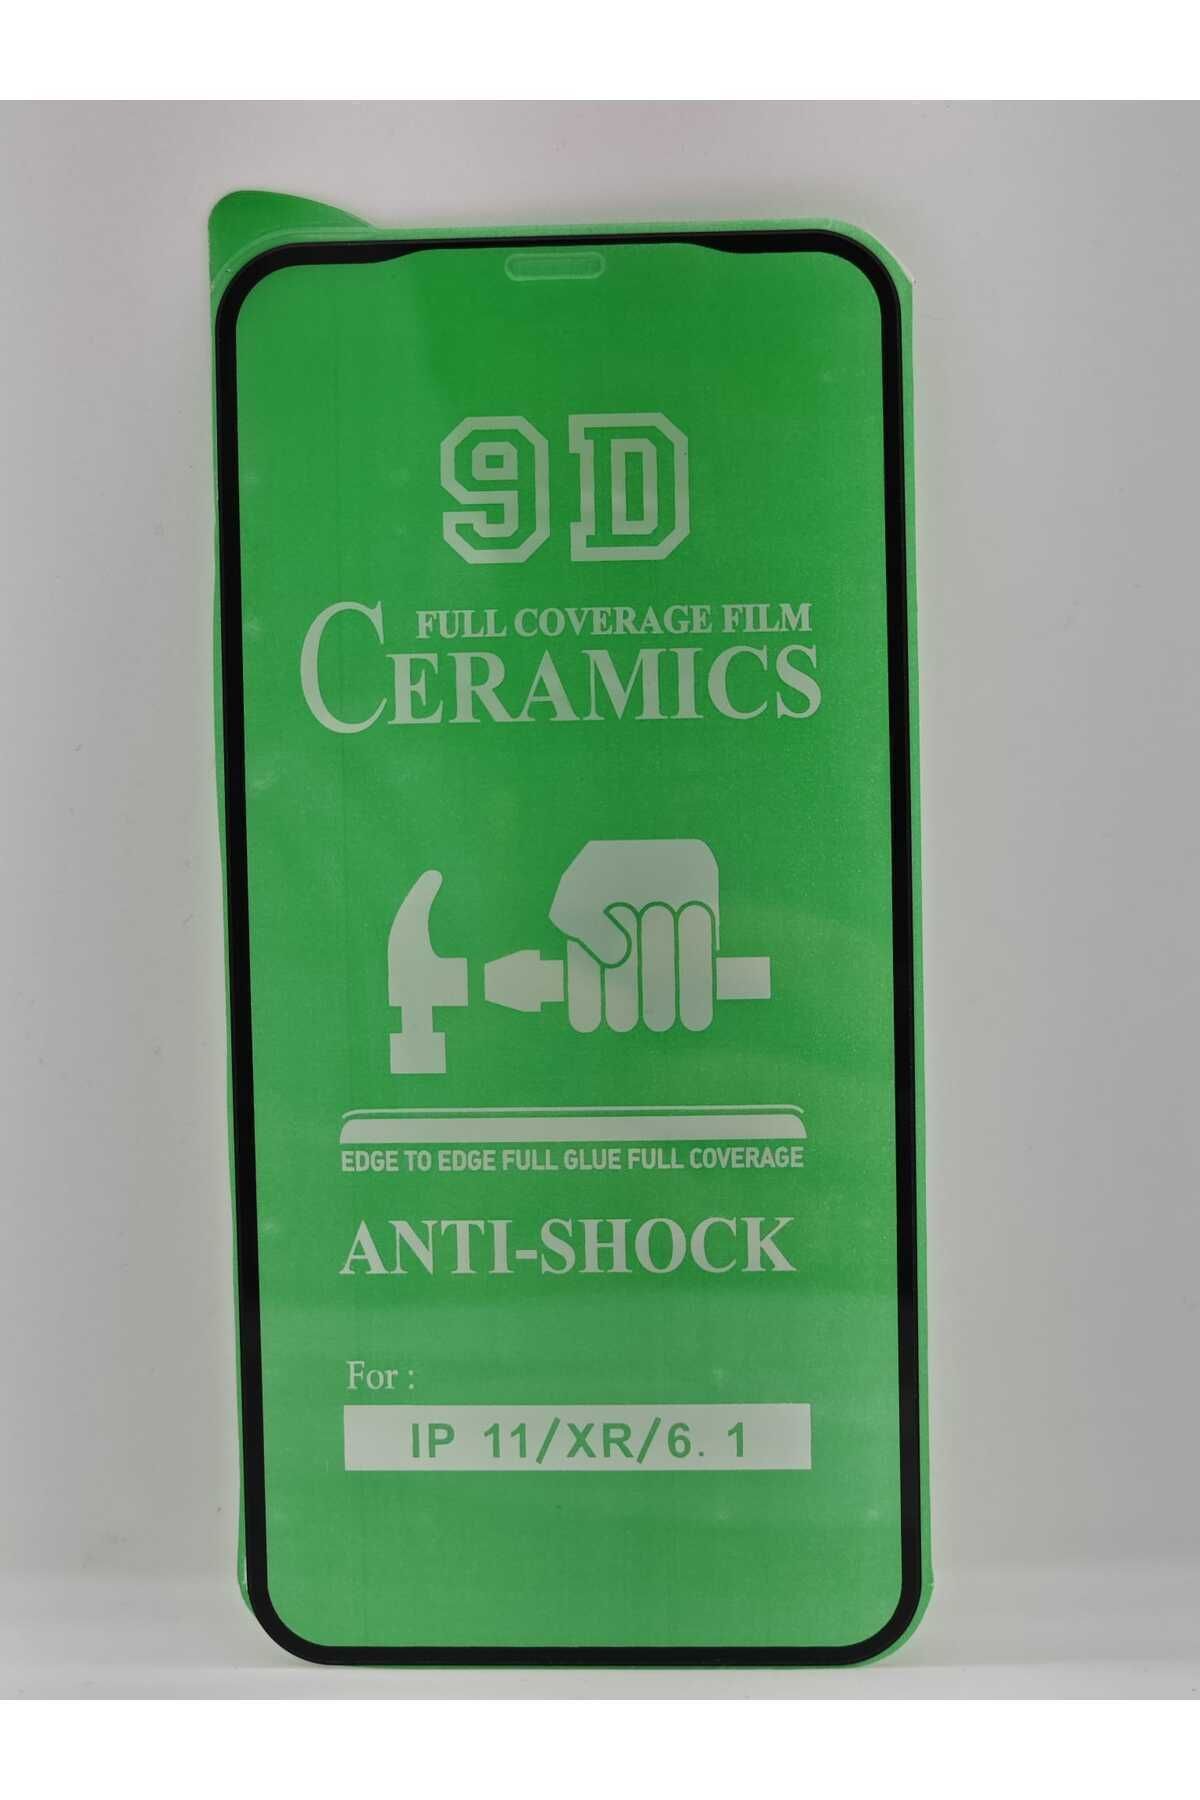 9D
FULL COVERAGE FILM
CERAMICS
EDGE TO EDGE FULL GLUE FULL COVERAGE
ANTI-SHOCK
For :
IP 11/XR/6. 1